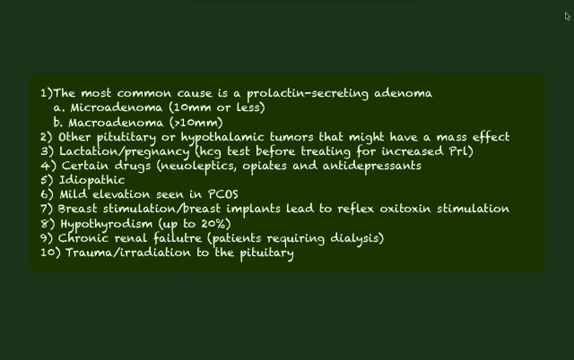 1)The most common cause is a prolactin-secreting adenoma
a. Microadenoma (10mm or less)
b. Macroadenoma (>10mm)
2) Other pitutitary or hypothalamic tumors that might have a mass effect
3) Lactation/pregnancy (hcg test before treating for increased Prl)
4) Certain drugs (neuoleptics, opiates and antidepressants
5) Idiopathic
6) Mild elevation seen in PCOS
7) Breast stimulation/breast implants lead to reflex oxitoxin stimulation
8) Hypothyrodism (up to 20%)
9) Chronic renal failutre (patients requiring dialysis)
10) Trauma/irradiation to the pituitary